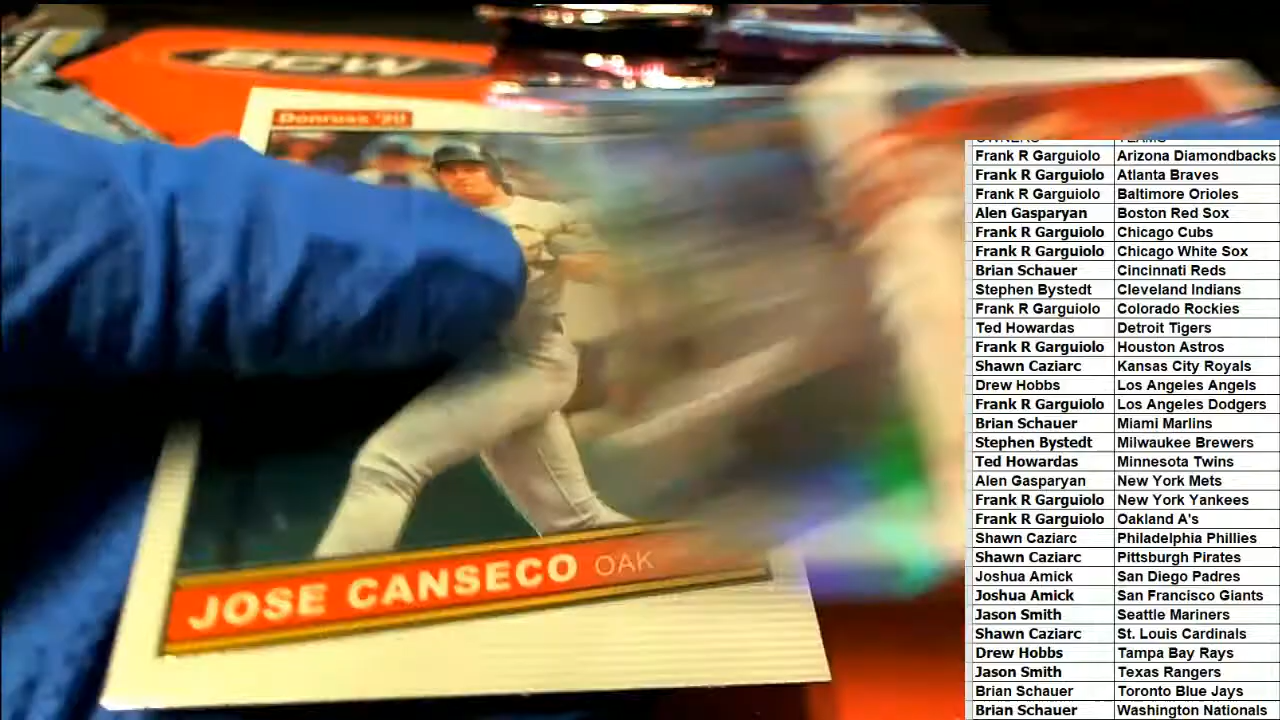 BCW
Donruss '20
JOSE CANSECO OAK
OWNERS TEAMS
Frank R Garguiolo Arizona Diamondbacks
Frank R Garguiolo Atlanta Braves
Frank R Garguiolo Baltimore Orioles
Alen Gasparyan Boston Red Sox
Frank R Garguiolo Chicago Cubs
Frank R Garguiolo Chicago White Sox
Brian Schauer Cincinnati Reds
Stephen Bystedt Cleveland Indians
Frank R Garguiolo Colorado Rockies
Ted Howardas Detroit Tigers
Frank R Garguiolo Houston Astros
Shawn Caziarc Kansas City Royals
Drew Hobbs Los Angeles Angels
Frank R Garguiolo Los Angeles Dodgers
Brian Schauer Miami Marlins
Stephen Bystedt Milwaukee Brewers
Ted Howardas Minnesota Twins
Alen Gasparyan New York Mets
Frank R Garguiolo New York Yankees
Frank R Garguiolo Oakland A's
Shawn Caziarc Philadelphia Phillies
Shawn Caziarc Pittsburgh Pirates
Joshua Amick San Diego Padres
Joshua Amick San Francisco Giants
Jason Smith Seattle Mariners
Shawn Caziarc St. Louis Cardinals
Drew Hobbs Tampa Bay Rays
Jason Smith Texas Rangers
Brian Schauer Toronto Blue Jays
Brian Schauer Washington Nationals